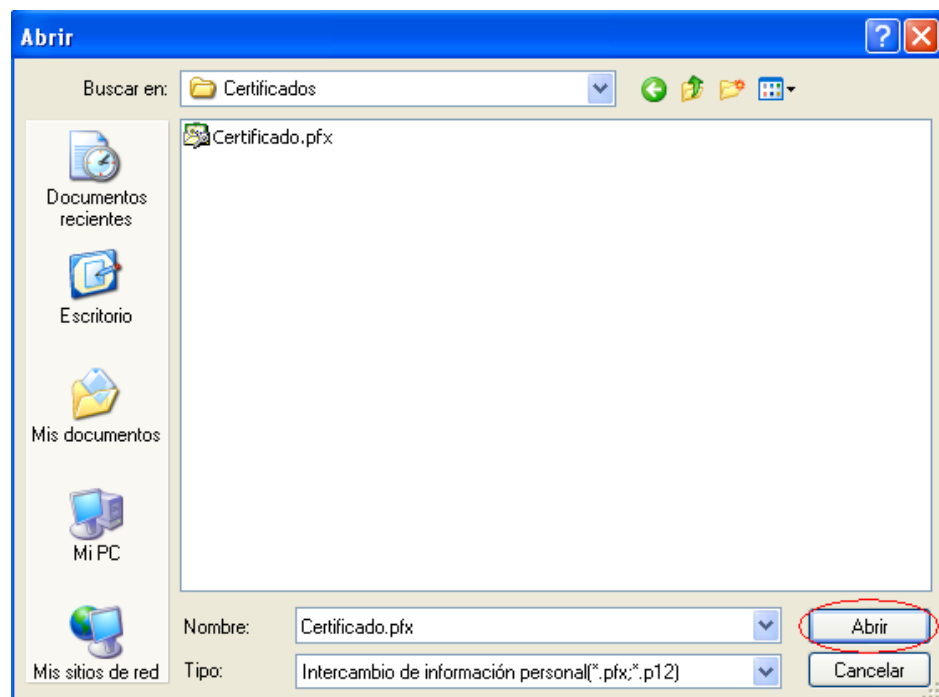 Abrir
Buscar en:
Certificados
Certificado.pfx
Documentos
recientes
Escritorio
Mis documentos
Mi PC
Mis sitios de red
Nombre:
Certificado.pfx
Abrir
Tipo:
Intercambio de información personal(*.pfx;*.p12)
Cancelar